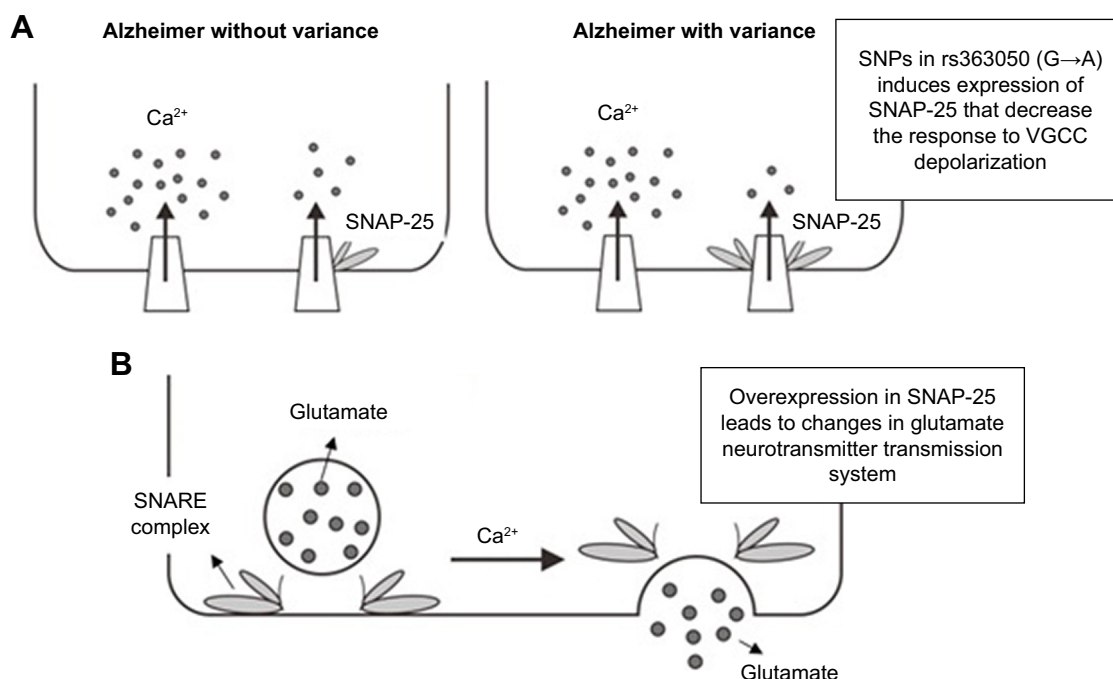 A
Alzheimer without variance
Alzheimer with variance
SNPs in rs363050 (G→A)
induces expression of
SNAP-25 that decrease
the response to VGCC
depolarization
Ca²⁺
Ca²⁺
SNAP-25
SNAP-25
B
Overexpression in SNAP-25
leads to changes in glutamate
neurotransmitter transmission
system
Glutamate
SNARE
complex
Ca²⁺
Glutamate